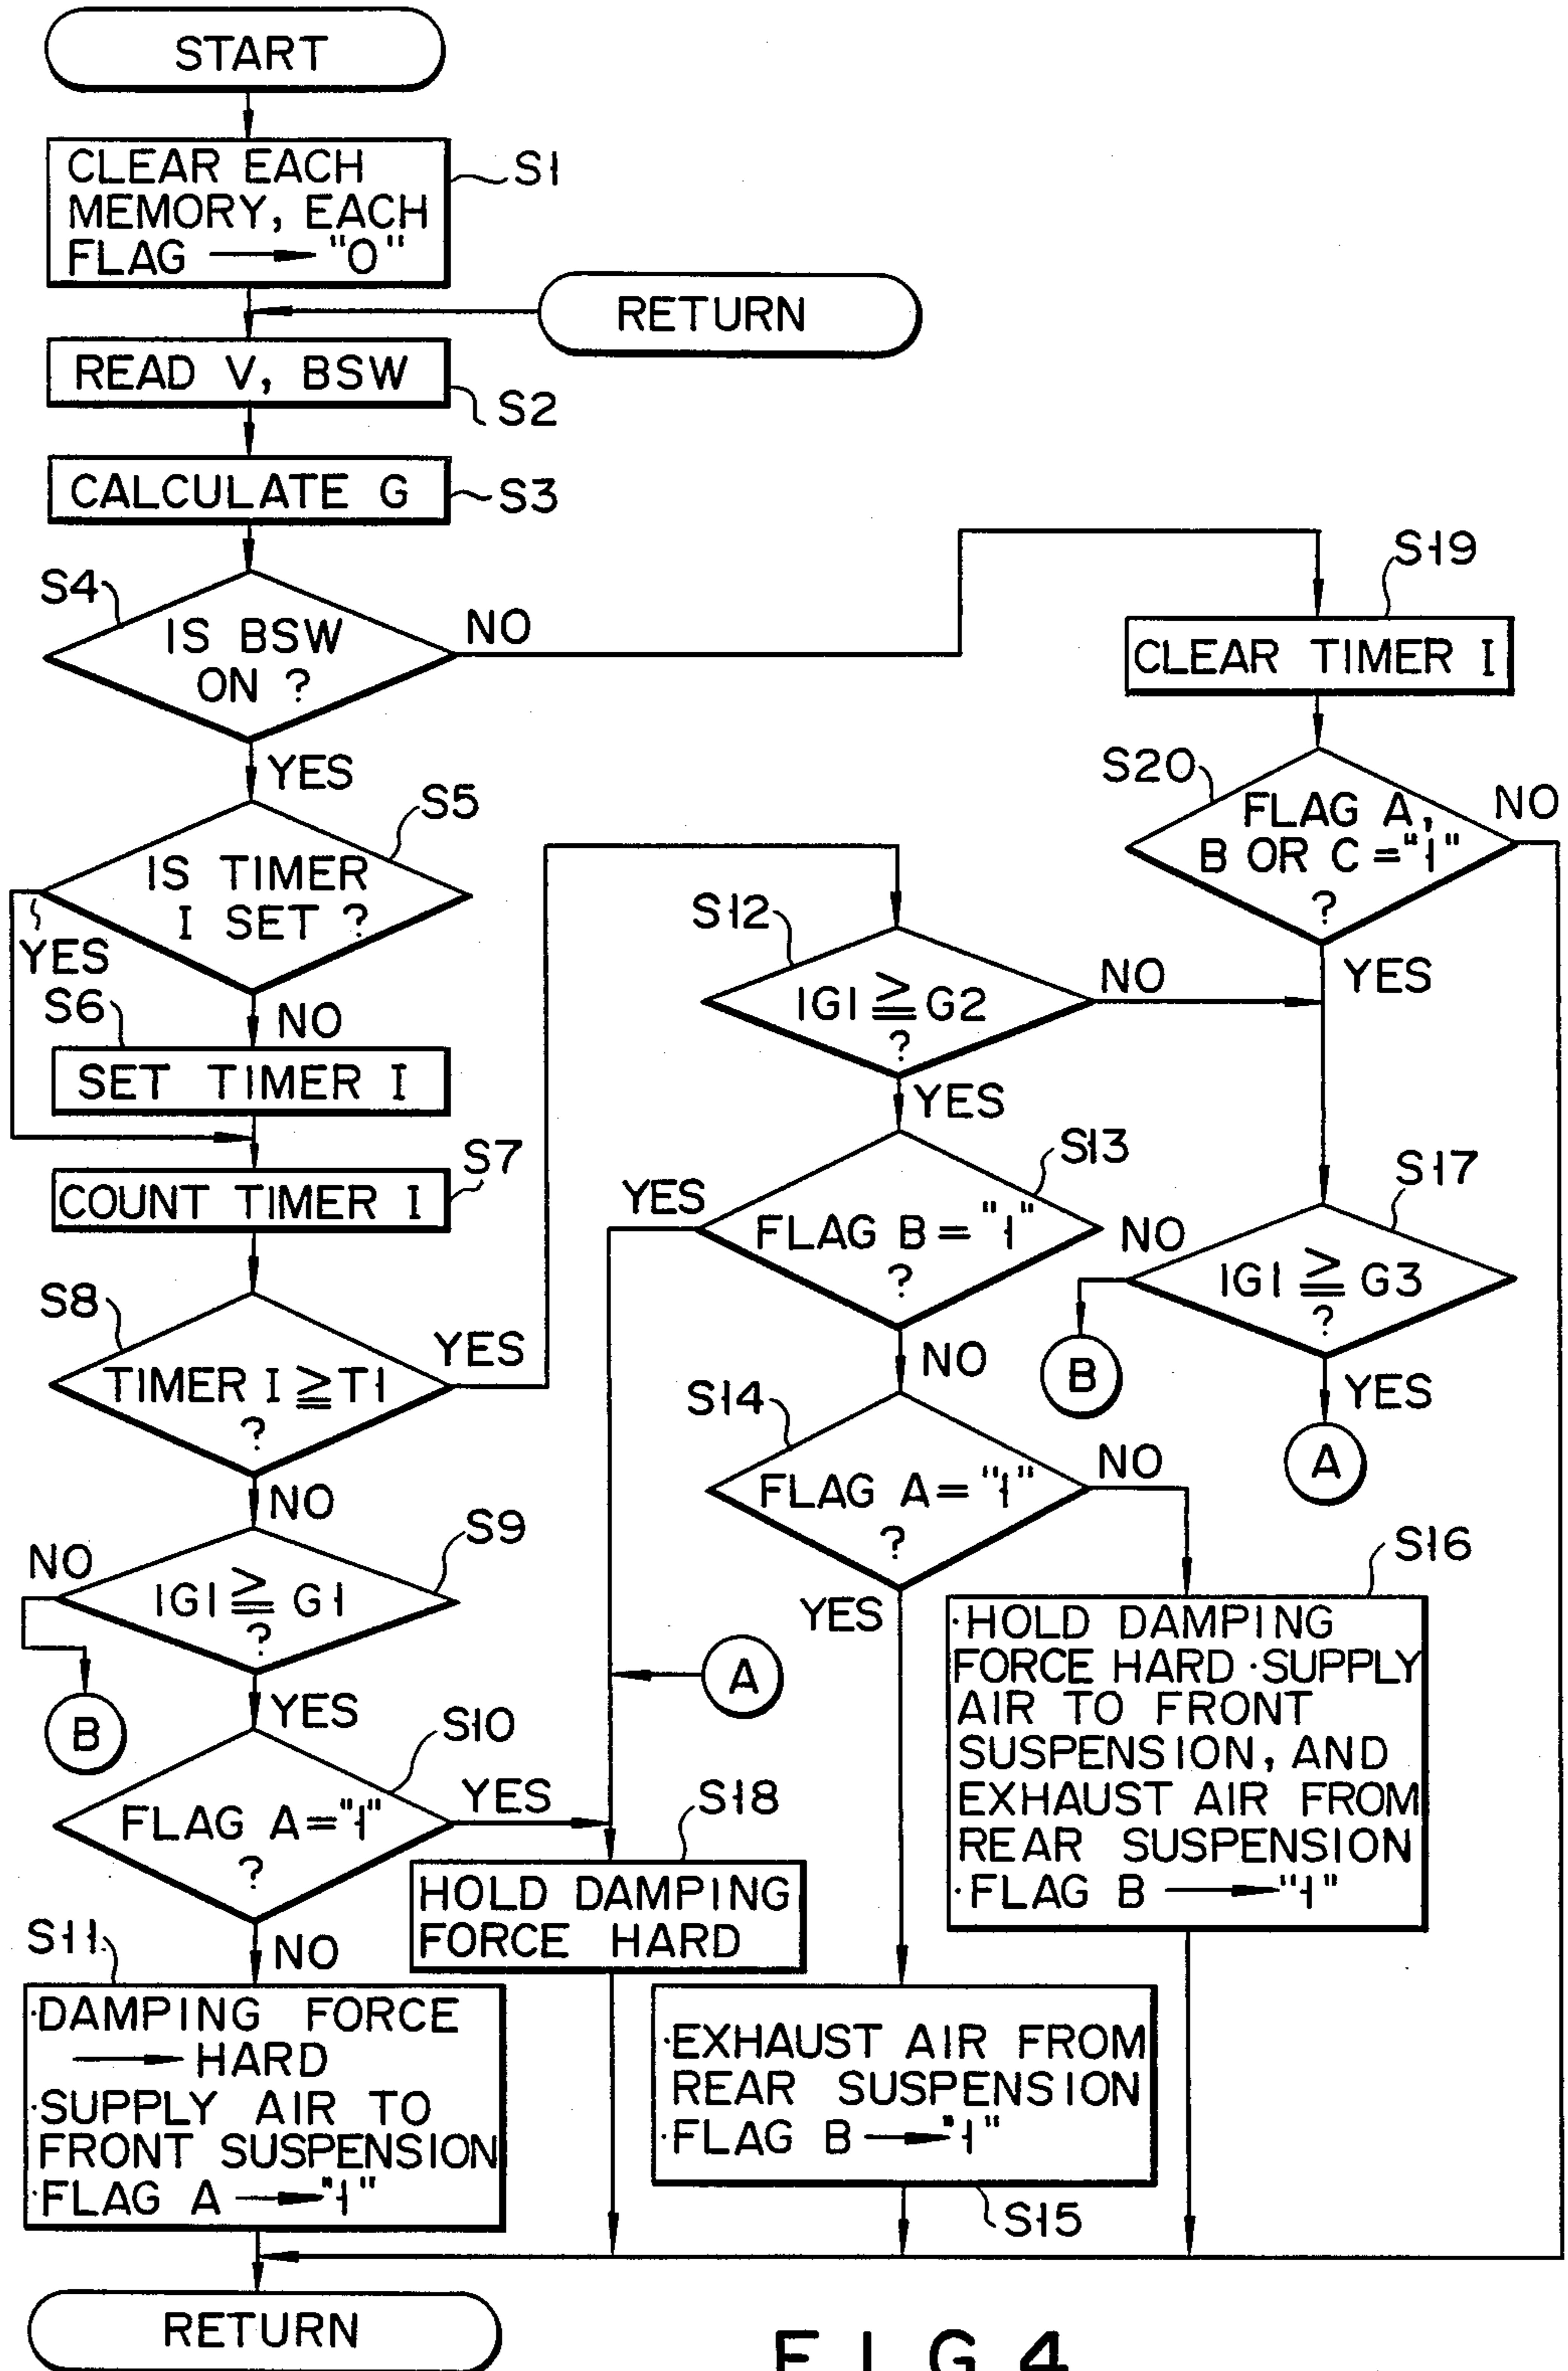 START
CLEAR EACH
MEMORY, EACH
FLAG → "0"
S1
RETURN
READ V, BSW
S2
CALCULATE G
S3
S4
IS BSW
ON ?
NO
YES
S19
CLEAR TIMER I
S20
FLAG A,
B OR C = "1"
?
NO
YES
S5
IS TIMER
I SET ?
YES
NO
S6
SET TIMER I
S7
COUNT TIMER I
S8
TIMER I ≧ T1
?
YES
NO
S12
|G| ≧ G2
?
NO
YES
S13
FLAG B = "1"
?
YES
NO
S17
|G| ≧ G3
?
NO
B
YES
A
S14
FLAG A = "1"
?
NO
YES
S9
|G| ≧ G1
?
NO
B
YES
A
S10
FLAG A = "1"
?
YES
NO
S18
HOLD DAMPING
FORCE HARD
S16
·HOLD DAMPING
FORCE HARD ·SUPPLY
AIR TO FRONT
SUSPENSION, AND
EXHAUST AIR FROM
REAR SUSPENSION
·FLAG B → "1"
S11
·DAMPING FORCE
→ HARD
·SUPPLY AIR TO
FRONT SUSPENSION
·FLAG A → "1"
·EXHAUST AIR FROM
REAR SUSPENSION
·FLAG B → "1"
S15
RETURN
FIG 4